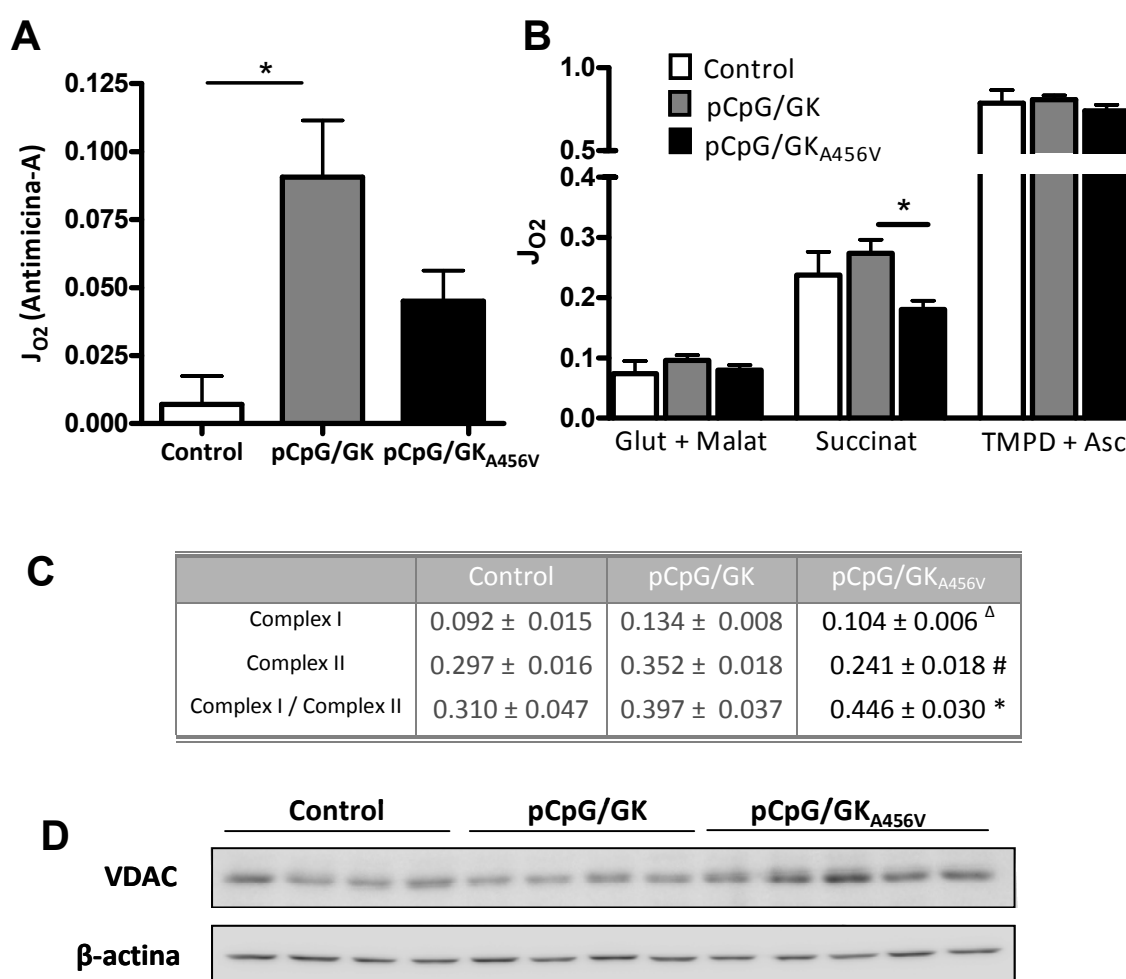 A
J_O2 (Antimicina-A)
*
0.125
0.100
0.075
0.050
0.025
0.000
Control pCpG/GK pCpG/GK_A456V
B
J_O2
1.0
0.5
0.4
0.3
0.2
0.1
0.0
Control
pCpG/GK
pCpG/GK_A456V
*
Glut + Malat Succinat TMPD + Asc
C
Control pCpG/GK pCpG/GK_A456V
Complex I 0.092 ± 0.015 0.134 ± 0.008 0.104 ± 0.006 Δ
Complex II 0.297 ± 0.016 0.352 ± 0.018 0.241 ± 0.018 #
Complex I / Complex II 0.310 ± 0.047 0.397 ± 0.037 0.446 ± 0.030 *
D
Control pCpG/GK pCpG/GK_A456V
VDAC
β-actina